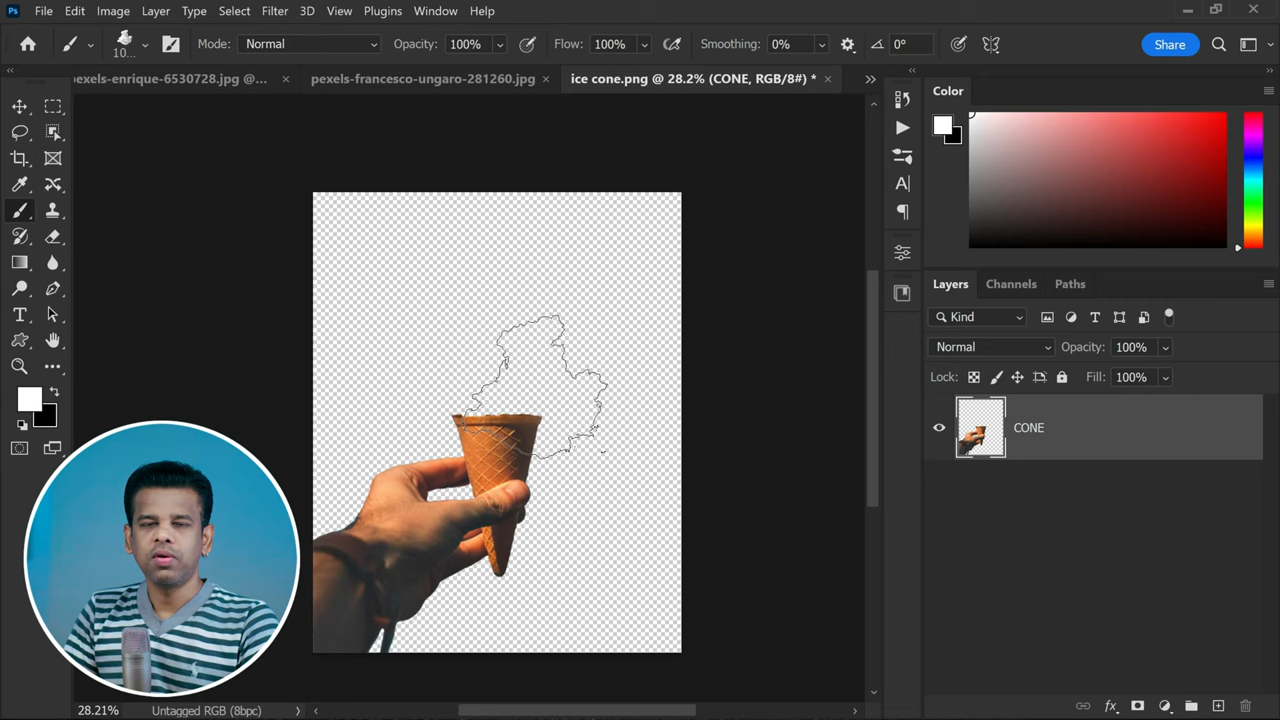 Ps File Edit Image Layer Type Select Filter 3D View Plugins Window Help
10... Mode: Normal Opacity: 100% Flow: 100% Smoothing: 0% 0° Share
pexels-enrique-6530728.jpg @... × pexels-francesco-ungaro-281260.jpg × ice cone.png @ 28.2% (CONE, RGB/8#) * ×
Color
Layers Channels Paths
Kind
Normal Opacity: 100%
Lock: Fill: 100%
CONE
28.21% Untagged RGB (8bpc)